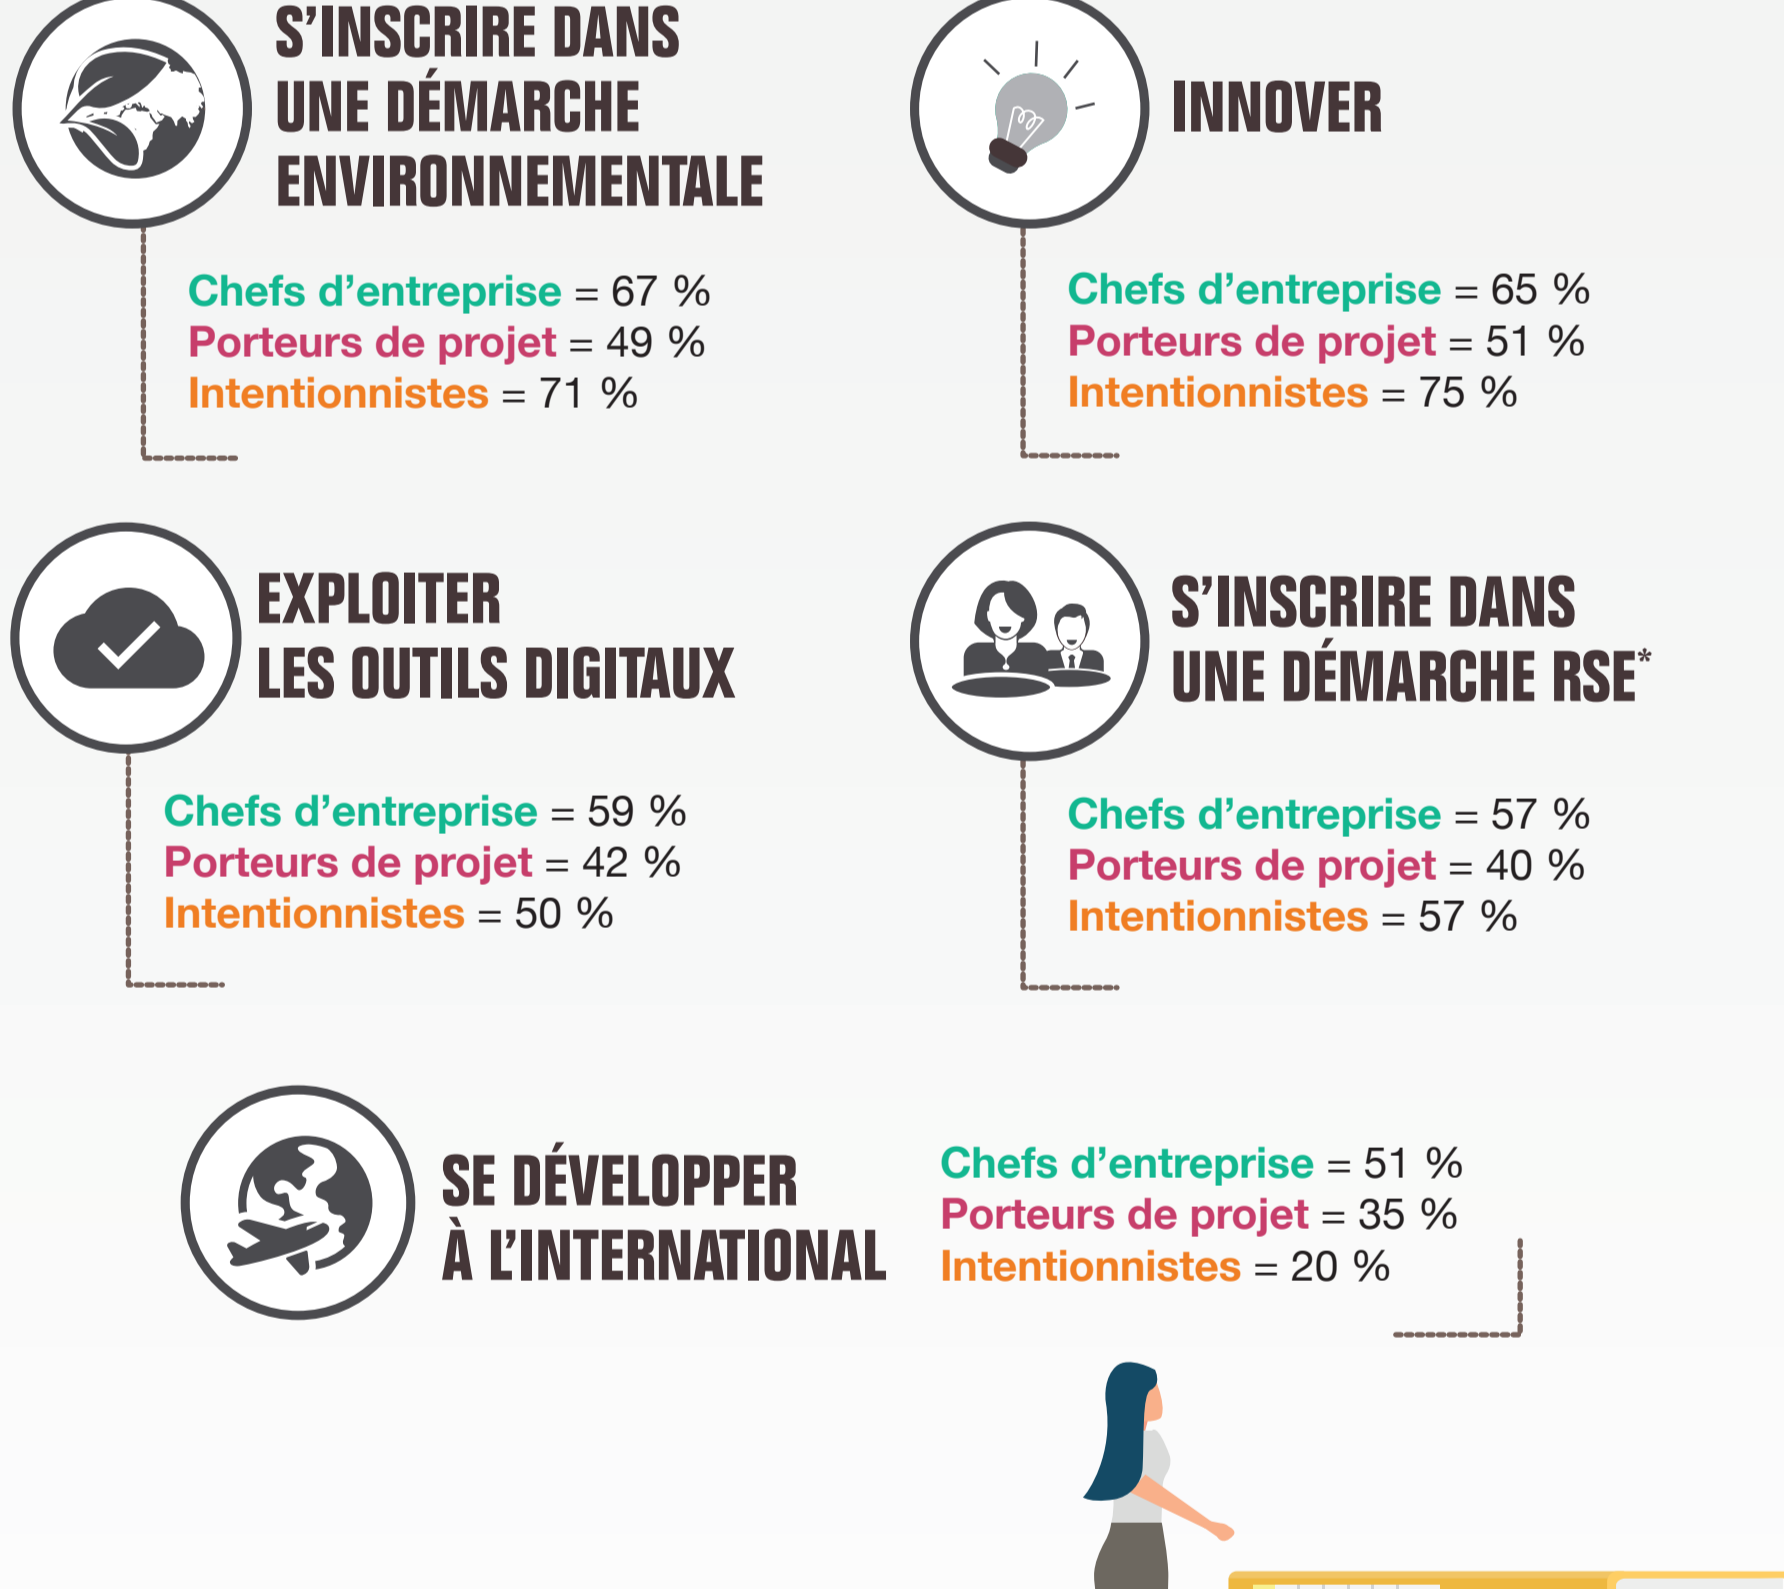 S’INSCRIRE DANS
UNE DÉMARCHE
ENVIRONNEMENTALE
Chefs d’entreprise = 67 %
Porteurs de projet = 49 %
Intentionnistes = 71 %
INNOVER
Chefs d’entreprise = 65 %
Porteurs de projet = 51 %
Intentionnistes = 75 %
EXPLOITER
LES OUTILS DIGITAUX
Chefs d’entreprise = 59 %
Porteurs de projet = 42 %
Intentionnistes = 50 %
S’INSCRIRE DANS
UNE DÉMARCHE RSE*
Chefs d’entreprise = 57 %
Porteurs de projet = 40 %
Intentionnistes = 57 %
SE DÉVELOPPER
À L’INTERNATIONAL
Chefs d’entreprise = 51 %
Porteurs de projet = 35 %
Intentionnistes = 20 %